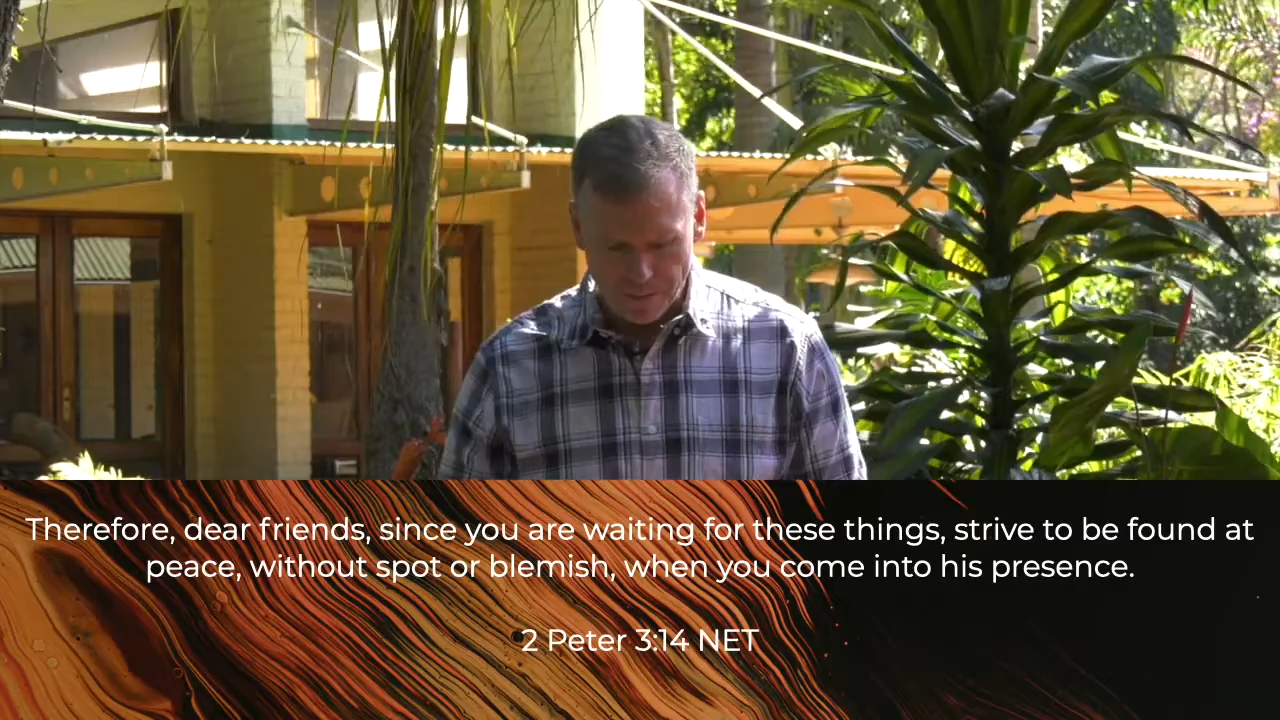 Therefore, dear friends, since you are waiting for these things, strive to be found at
peace, without spot or blemish, when you come into his presence.
2 Peter 3:14 NET